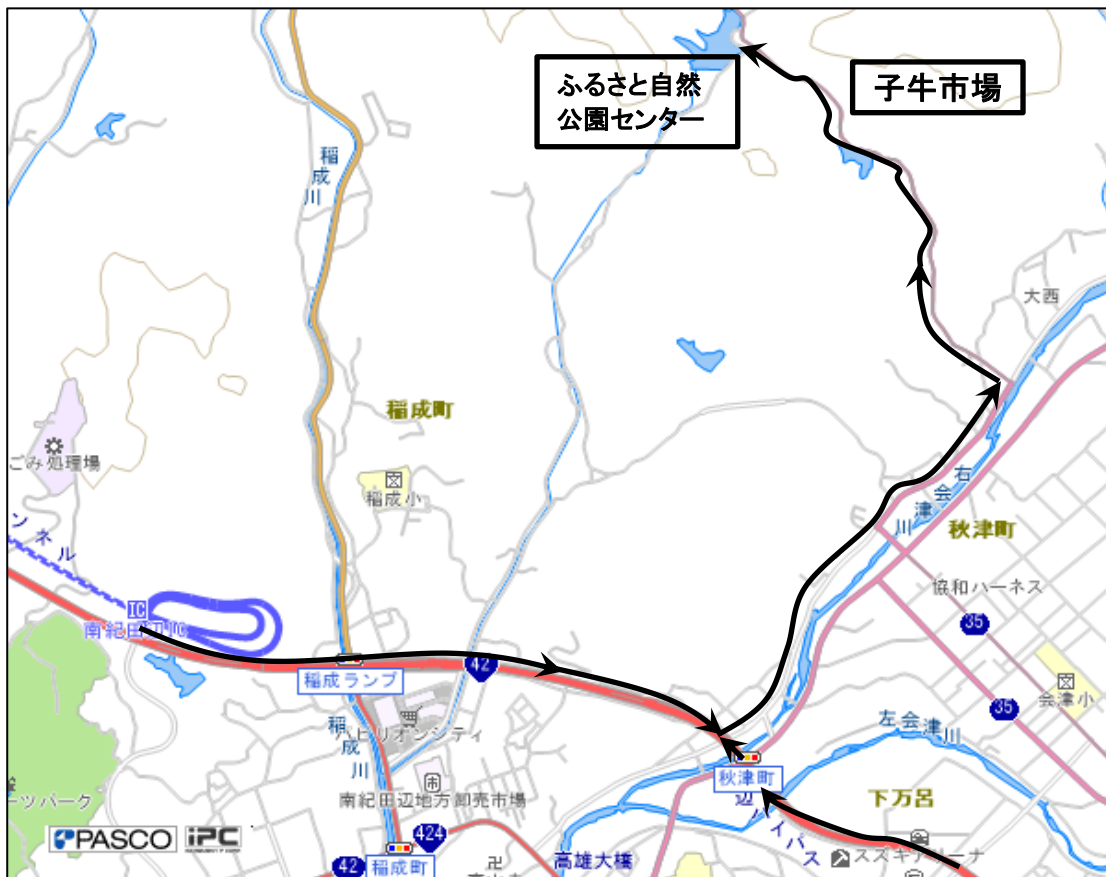 ふるさと自然
公園センター
子牛市場
稲成川
大西
稲成町
ごみ処理場
稲成小
右会津川
秋津町
ンネル
協和ハーネス
IC
南紀田辺IC
35
42
稲成ランプ
会津小
35
パビリオンシティ
左会津川
稲成川
秋津町
南紀田辺地方卸売市場
下万呂
ーツパーク
辺バイパス
PASCO iPC
424
42
稲成町
高雄大橋
スズキアリーナ